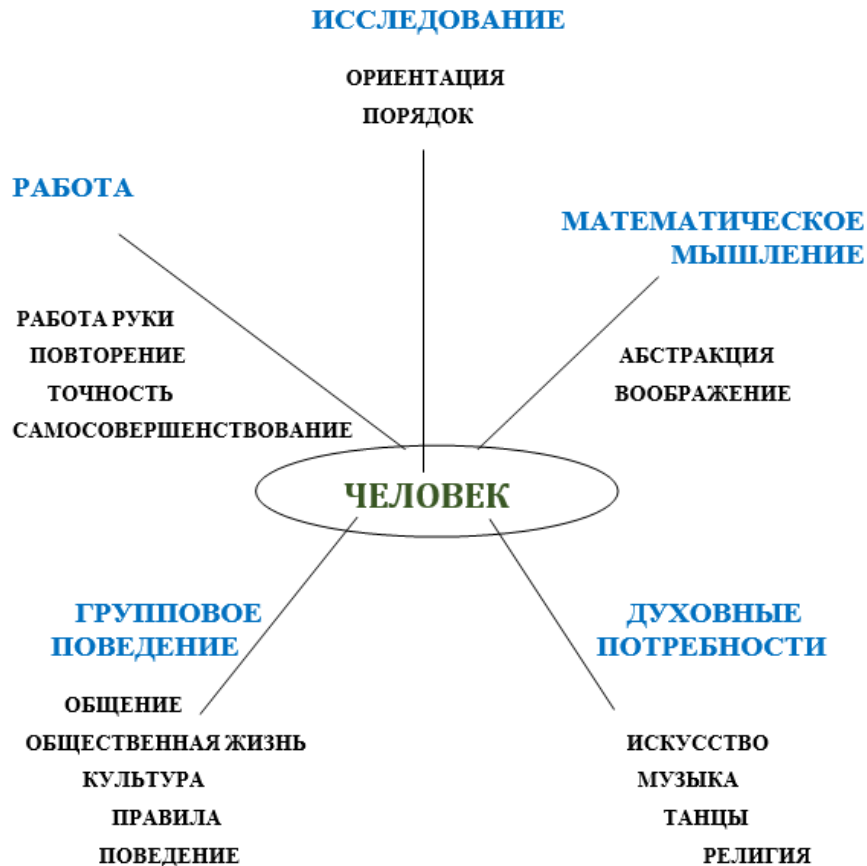 ИССЛЕДОВАНИЕ
ОРИЕНТАЦИЯ
ПОРЯДОК
РАБОТА
РАБОТА РУКИ
ПОВТОРЕНИЕ
ТОЧНОСТЬ
САМОСОВЕРШЕНСТВОВАНИЕ
МАТЕМАТИЧЕСКОЕ
МЫШЛЕНИЕ
АБСТРАКЦИЯ
ВООБРАЖЕНИЕ
ЧЕЛОВЕК
ГРУППОВОЕ
ПОВЕДЕНИЕ
ОБЩЕНИЕ
ОБЩЕСТВЕННАЯ ЖИЗНЬ
КУЛЬТУРА
ПРАВИЛА
ПОВЕДЕНИЕ
ДУХОВНЫЕ
ПОТРЕБНОСТИ
ИСКУССТВО
МУЗЫКА
ТАНЦЫ
РЕЛИГИЯ